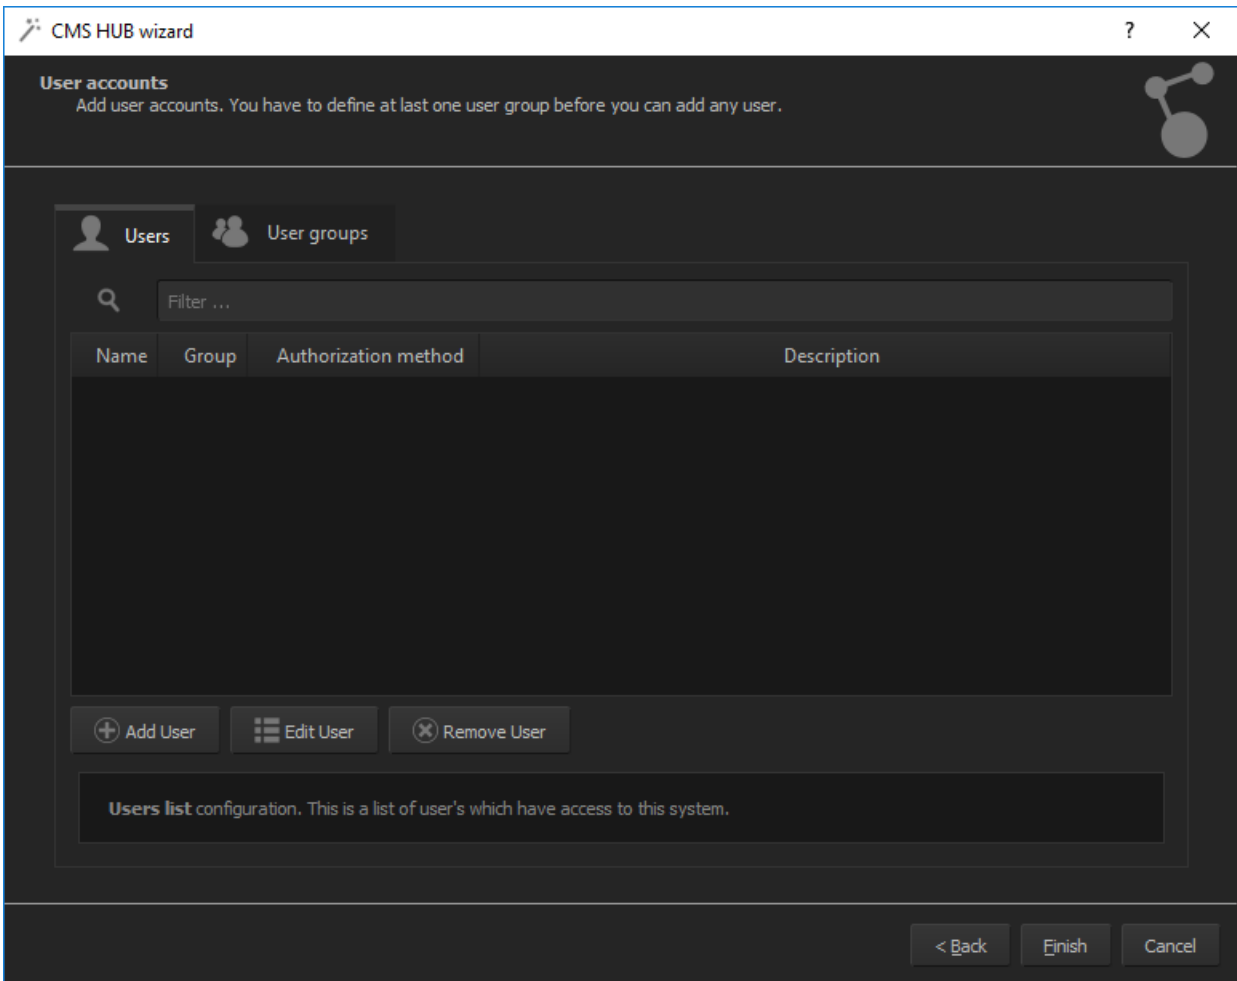 CMS HUB wizard
?
User accounts
Add user accounts. You have to define at last one user group before you can add any user.
Users
User groups
Filter ...
Name Group Authorization method Description
Add User Edit User Remove User
Users list configuration. This is a list of user's which have access to this system.
< Back Finish Cancel